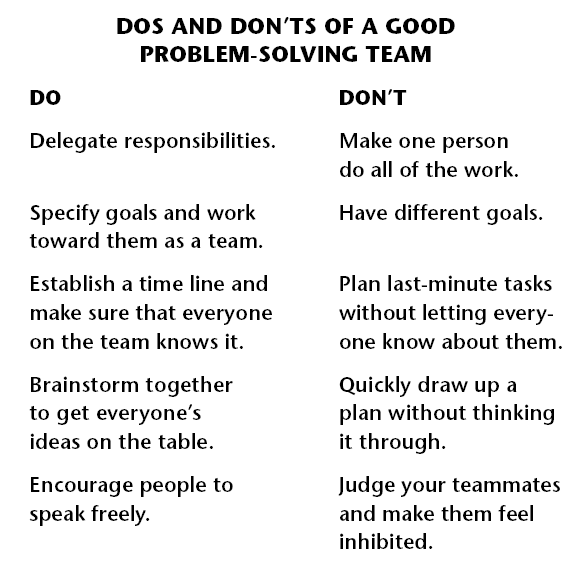 DOS AND DON'TS OF A GOOD
PROBLEM-SOLVING TEAM
DO
DON'T
Delegate responsibilities.
Make one person
do all of the work.
Specify goals and work
toward them as a team.
Have different goals.
Establish a time line and
make sure that everyone
on the team knows it.
Plan last-minute tasks
without letting every-
one know about them.
Brainstorm together
to get everyone's
ideas on the table.
Quickly draw up a
plan without thinking
it through.
Encourage people to
speak freely.
Judge your teammates
and make them feel
inhibited.